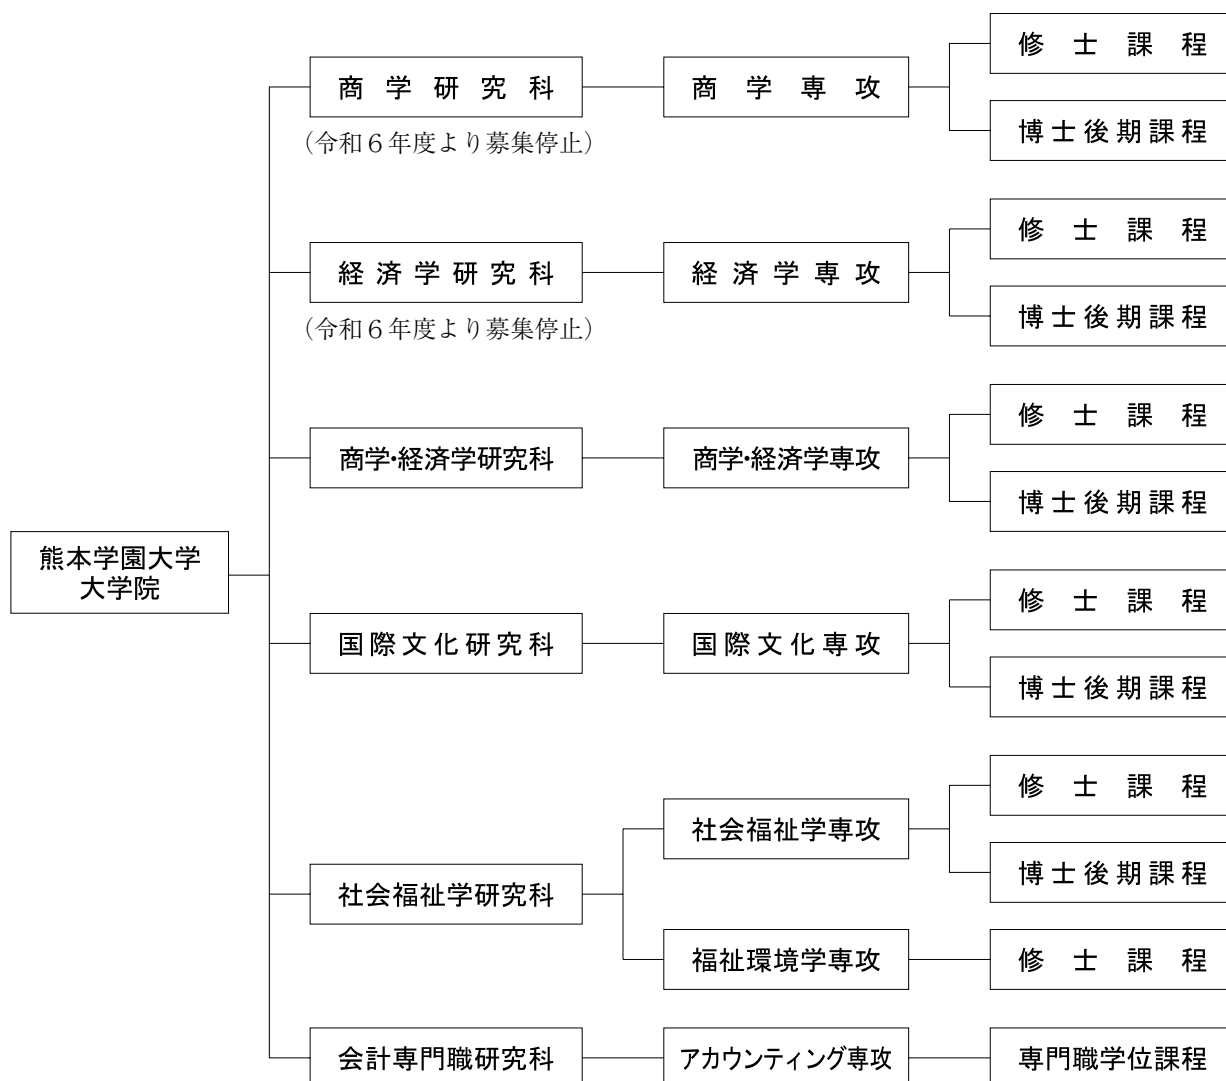 熊本学園大学
大学院
商学研究科
(令和６年度より募集停止)
商学専攻
修士課程
博士後期課程
経済学研究科
(令和６年度より募集停止)
経済学専攻
修士課程
博士後期課程
商学・経済学研究科
商学・経済学専攻
修士課程
博士後期課程
国際文化研究科
国際文化専攻
修士課程
博士後期課程
社会福祉学研究科
社会福祉学専攻
修士課程
博士後期課程
福祉環境学専攻
修士課程
会計専門職研究科
アカウンティング専攻
専門職学位課程